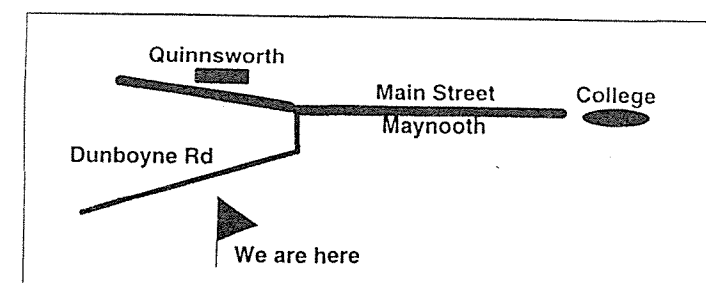 Quinnsworth
Main Street
College
Maynooth
Dunboyne Rd
We are here